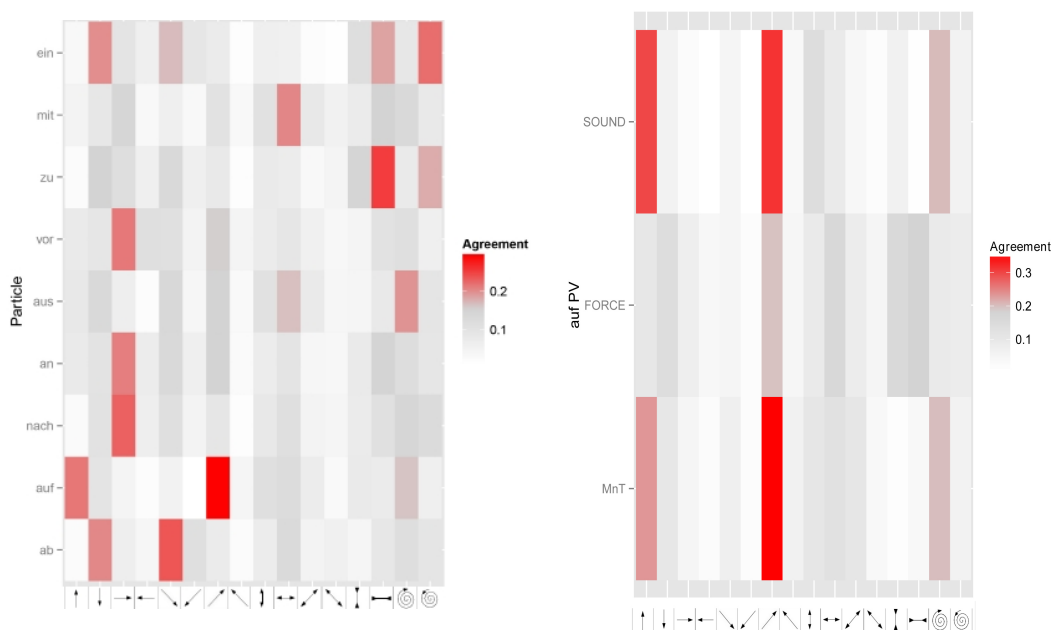 ein
mit
zu
vor
aus
an
nach
auf
ab
Particle
Agreement
0.2
0.1
SOUND
FORCE
MnT
auf PV
Agreement
0.3
0.2
0.1